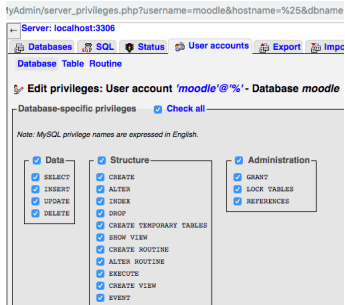 yAdmin/server_privileges.php?username=moodle&hostname=%25&dbname
← Server: localhost:3306
Databases SQL Status User accounts Export Impo
Database Table Routine
Edit privileges: User account 'moodle'@'%' - Database moodle
Database-specific privileges Check all
Note: MySQL privilege names are expressed in English.
Data
SELECT
INSERT
UPDATE
DELETE
Structure
CREATE
ALTER
INDEX
DROP
CREATE TEMPORARY TABLES
SHOW VIEW
CREATE ROUTINE
ALTER ROUTINE
EXECUTE
CREATE VIEW
EVENT
Administration
GRANT
LOCK TABLES
REFERENCES